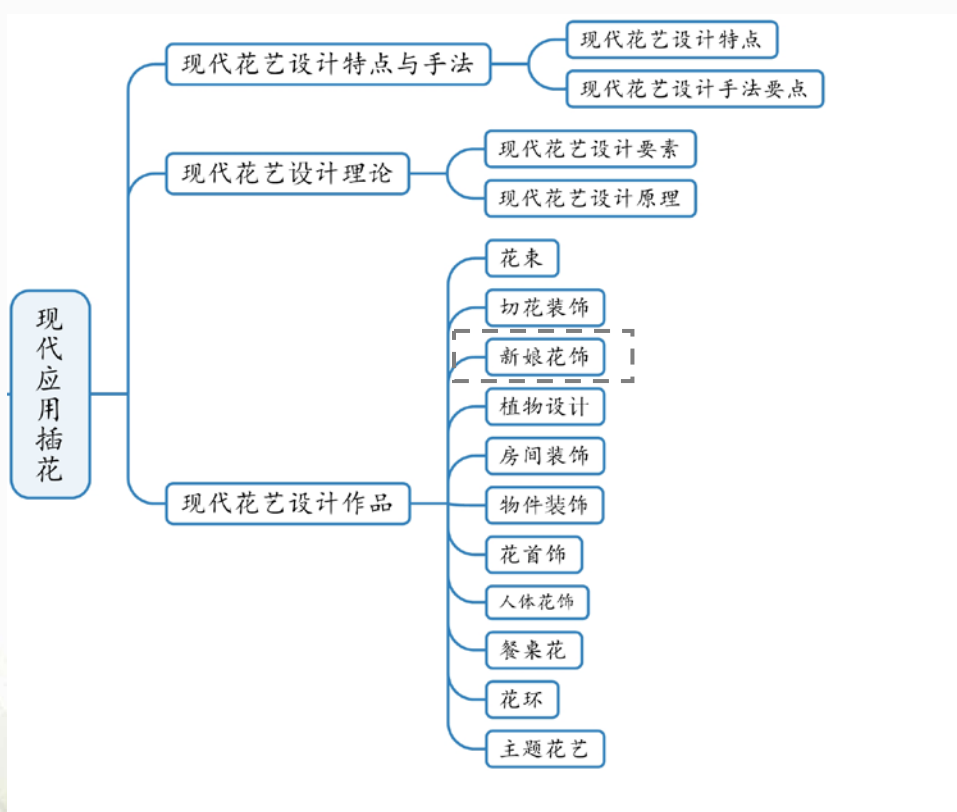 现代应用插花
现代花艺设计特点与手法
现代花艺设计特点
现代花艺设计手法要点
现代花艺设计理论
现代花艺设计要素
现代花艺设计原理
现代花艺设计作品
花束
切花装饰
新娘花饰
植物设计
房间装饰
物件装饰
花首饰
人体花饰
餐桌花
花环
主题花艺